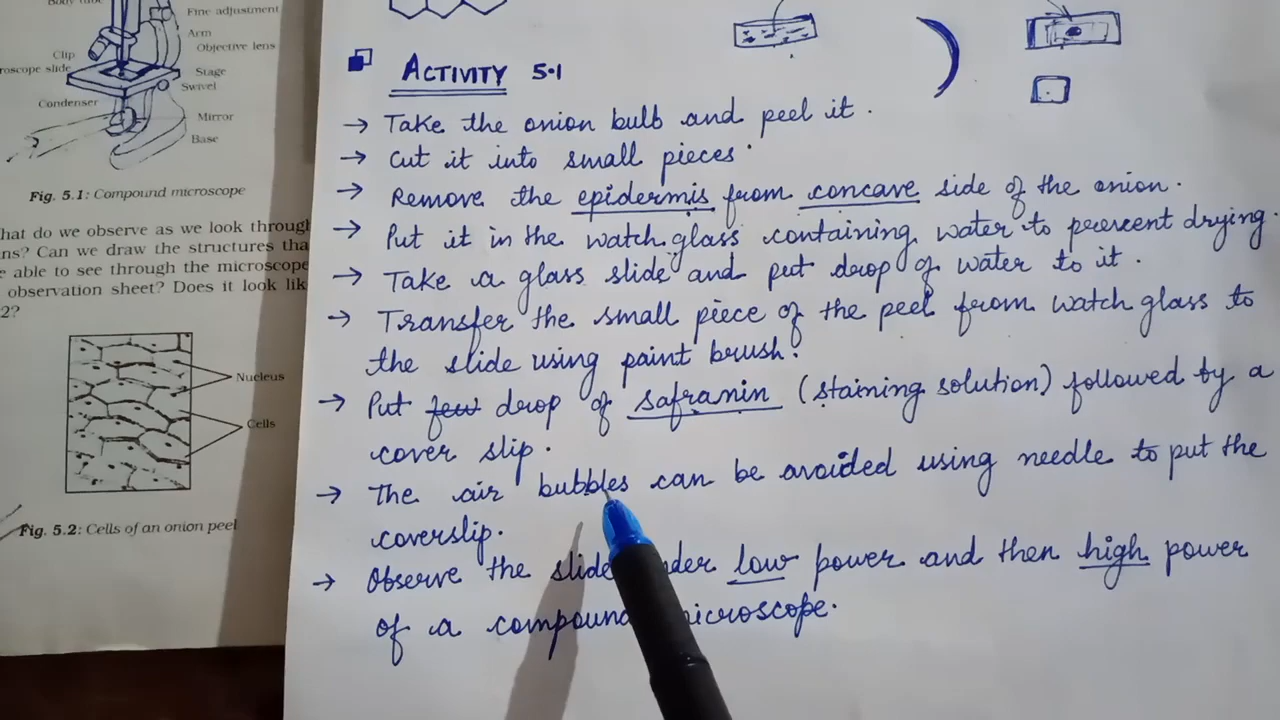 Fine adjustment
Arm
Objective lens
Clip
roscope slide
Stage
Swivel
Condenser
Mirror
Base
Fig. 5.1: Compound microscope
hat do we observe as we look through
ns? Can we draw the structures tha
e able to see through the microscope
observation sheet? Does it look lik
2?
Nucleus
Cells
Fig. 5.2: Cells of an onion peel
ACTIVITY 5.1
→ Take the onion bulb and peel it.
→ Cut it into small pieces.
→ Remove the epidermis from concave side of the onion.
→ Put it in the watch glass containing water to prevent drying.
→ Take a glass slide and put drop of water to it.
→ Transfer the small piece of the peel from watch glass to
the slide using paint brush.
→ Put few drop of safranin (staining solution) followed by a
cover slip.
→ The air bubbles can be avoided using needle to put the
coverslip.
→ Observe the slide under low power and then high power
of a compound microscope.